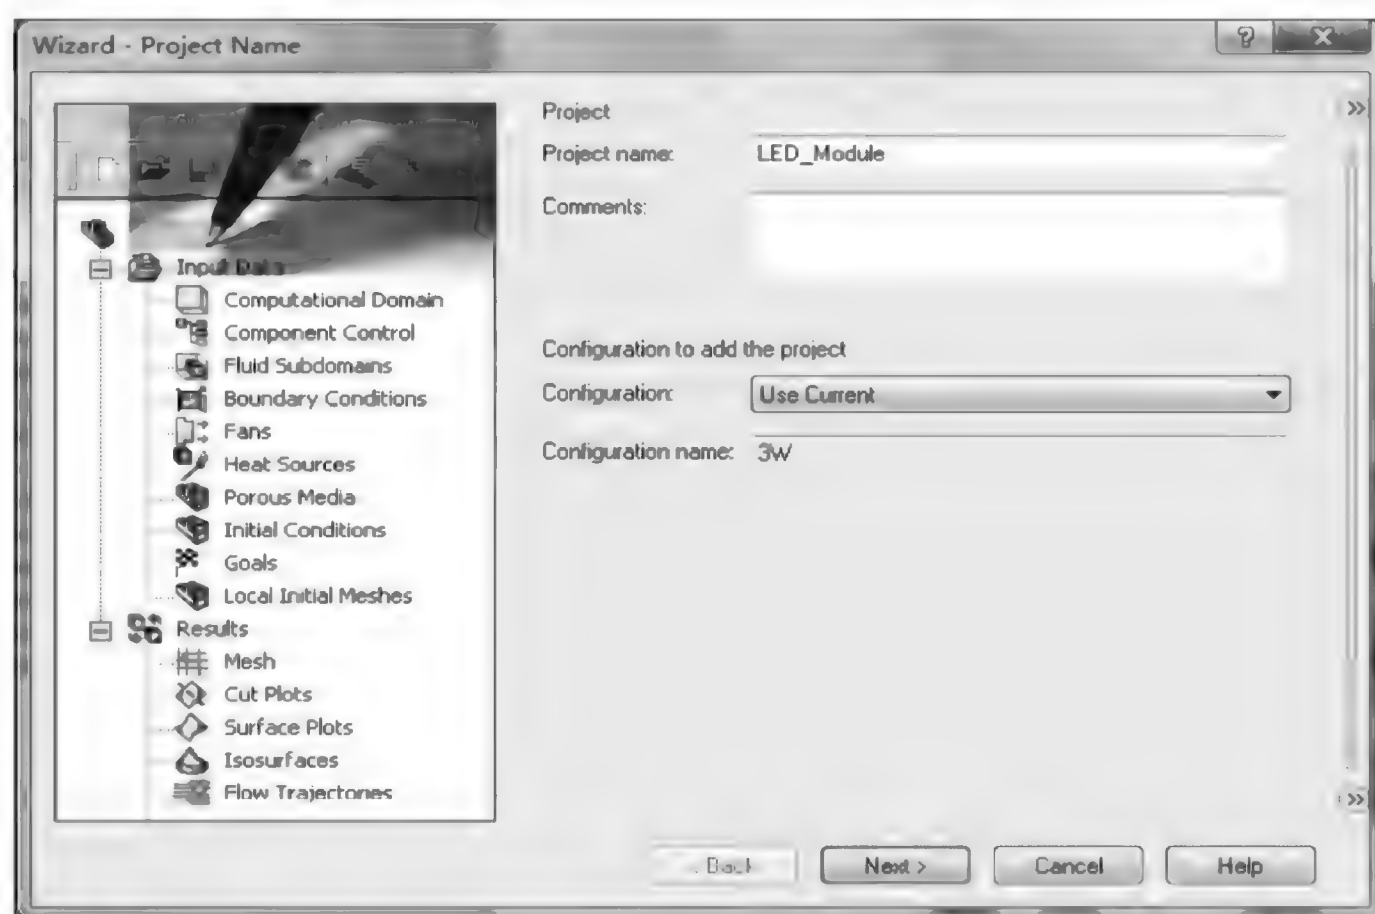 Wizard - Project Name
Input Data
Computational Domain
Component Control
Fluid Subdomains
Boundary Conditions
Fans
Heat Sources
Porous Media
Initial Conditions
Goals
Local Initial Meshes
Results
Mesh
Cut Plots
Surface Plots
Isosurfaces
Flow Trajectories
Project
Project name: LED_Module
Comments:
Configuration to add the project
Configuration: Use Current
Configuration name: 3W
< Back Next > Cancel Help